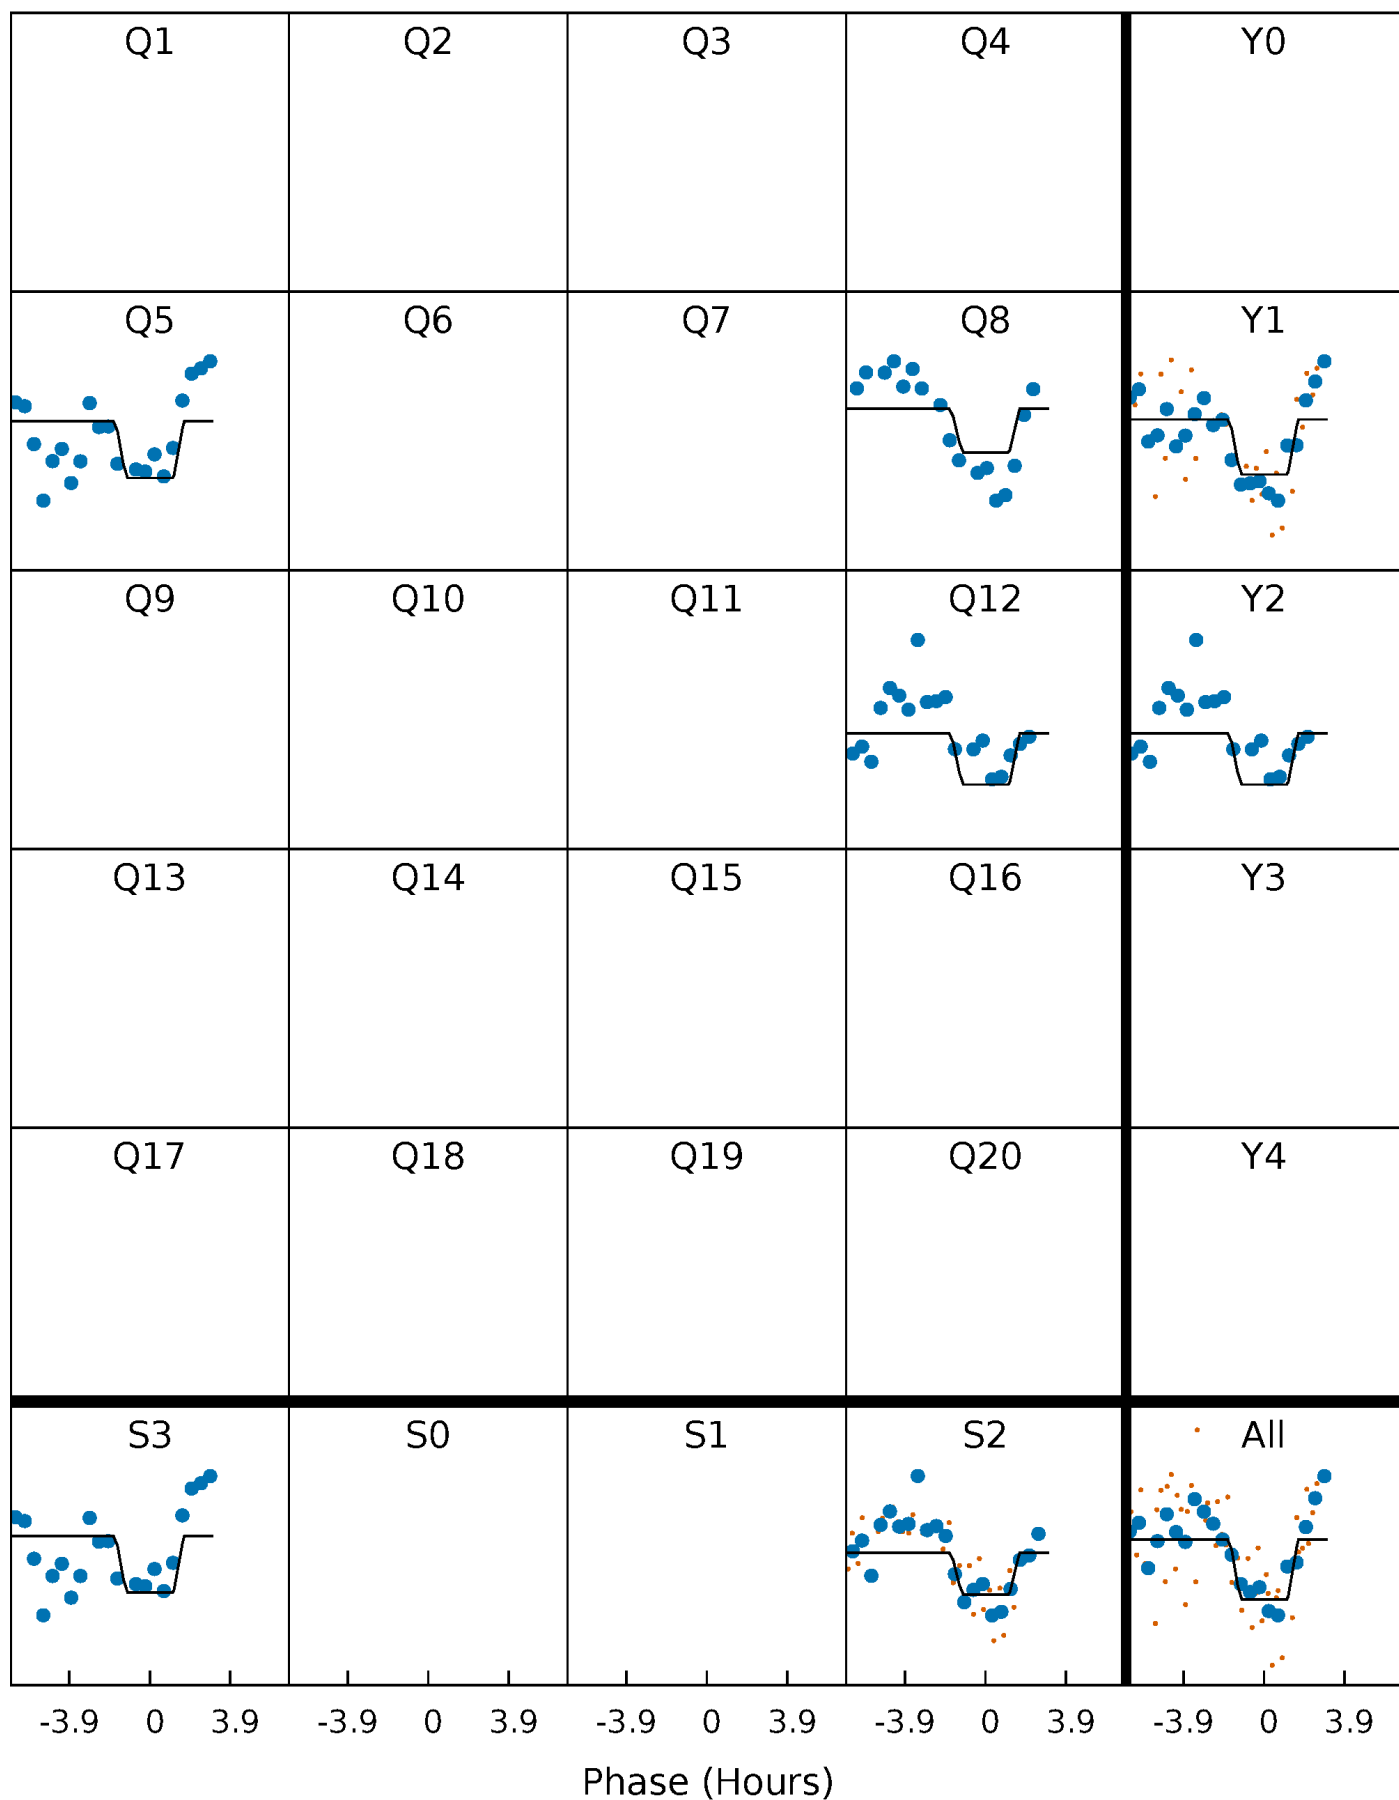 Q1 Q2 Q3 Q4 Y0
Q5 Q6 Q7 Q8 Y1
Q9 Q10 Q11 Q12 Y2
Q13 Q14 Q15 Q16 Y3
Q17 Q18 Q19 Q20 Y4
S3 S0 S1 S2 All
-3.9 0 3.9 -3.9 0 3.9 -3.9 0 3.9 -3.9 0 3.9 -3.9 0 3.9
Phase (Hours)